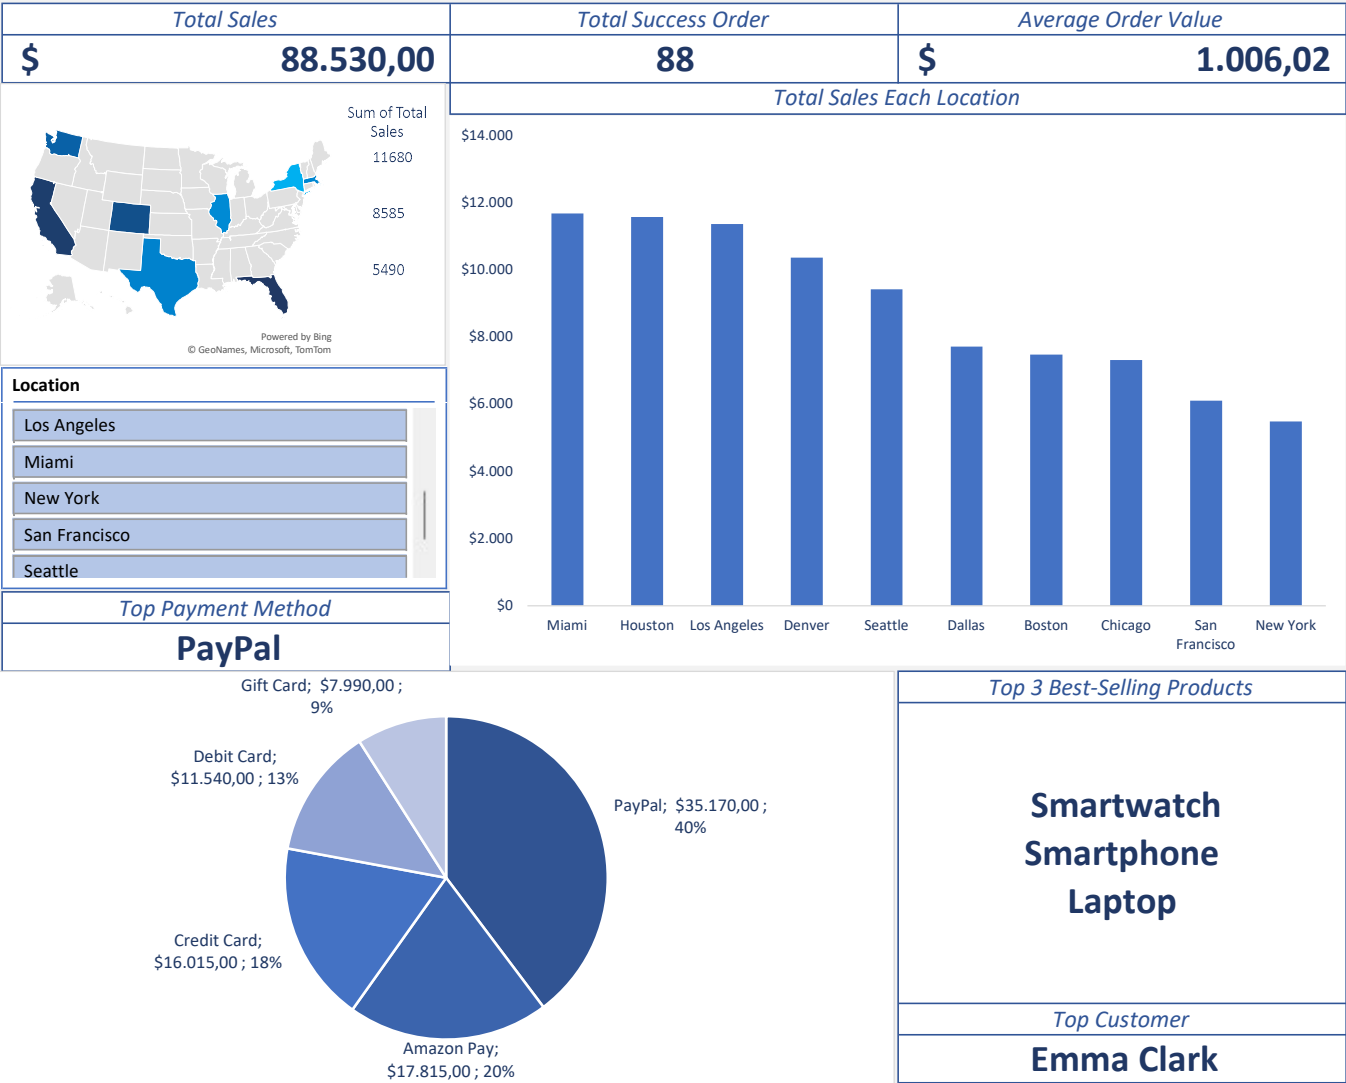 Total Sales
$ 88.530,00
Total Success Order
88
Average Order Value
$ 1.006,02
Sum of Total
Sales
11680
8585
5490
Powered by Bing
© GeoNames, Microsoft, TomTom
Total Sales Each Location
$14.000
$12.000
$10.000
$8.000
$6.000
$4.000
$2.000
$0
Miami
Houston
Los Angeles
Denver
Seattle
Dallas
Boston
Chicago
San
Francisco
New York
Location
Los Angeles
Miami
New York
San Francisco
Seattle
Top Payment Method
PayPal
Gift Card; $7.990,00 ;
9%
Debit Card;
$11.540,00 ; 13%
PayPal; $35.170,00 ;
40%
Credit Card;
$16.015,00 ; 18%
Amazon Pay;
$17.815,00 ; 20%
Top 3 Best-Selling Products
Smartwatch
Smartphone
Laptop
Top Customer
Emma Clark